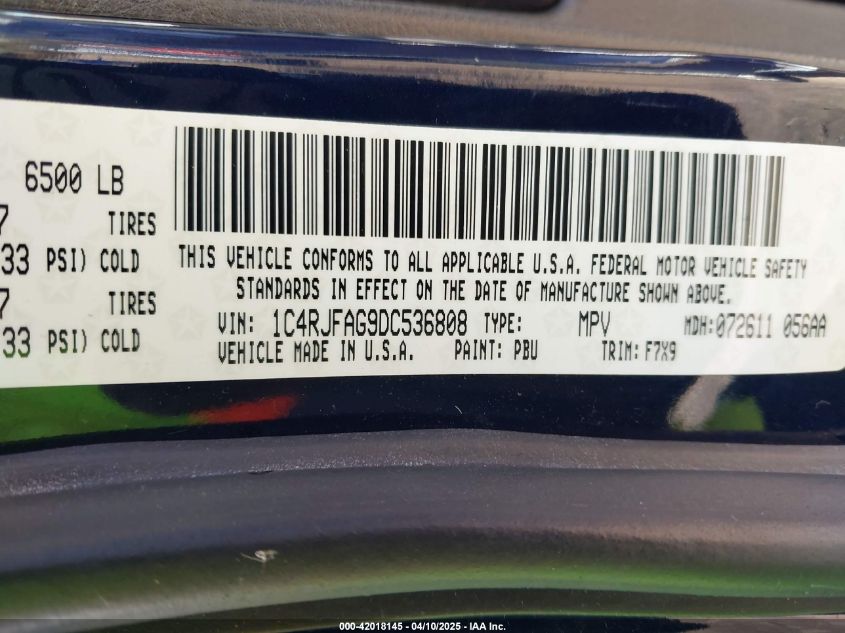 6500 LB
7 TIRES
33 PSI) COLD
7 TIRES
33 PSI) COLD
THIS VEHICLE CONFORMS TO ALL APPLICABLE U.S.A. FEDERAL MOTOR VEHICLE SAFETY
STANDARDS IN EFFECT ON THE DATE OF MANUFACTURE SHOWN ABOVE.
VIN: 1C4RJFAG9DC536808 TYPE: MPV MDH:072611 056AA
VEHICLE MADE IN U.S.A. PAINT: PBU TRIM: F7X9
000-42018145 - 04/10/2025 - IAA Inc.